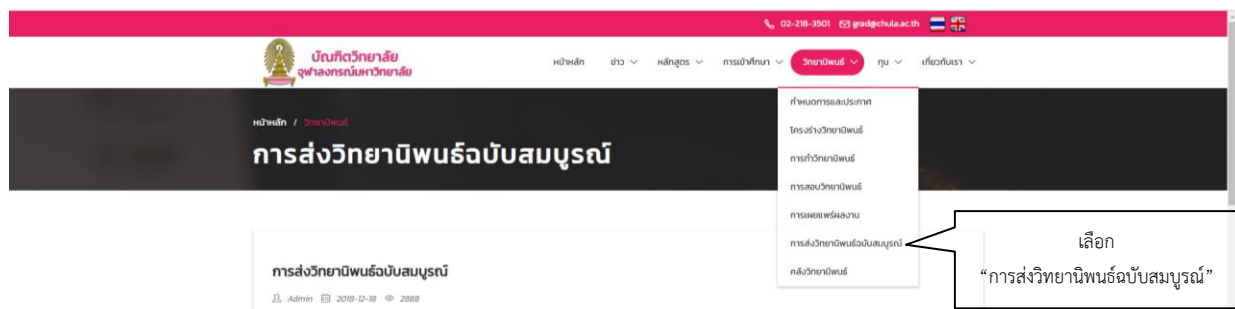 02-218-3501 grad@chula.ac.th
บัณฑิตวิทยาลัย
จุฬาลงกรณ์มหาวิทยาลัย
หน้าหลัก ข่าว หลักสูตร การเข้าศึกษา วิทยานิพนธ์ ทุน เกี่ยวกับเรา
กำหนดการและประกาศ
โครงร่างวิทยานิพนธ์
การทำวิทยานิพนธ์
การสอบวิทยานิพนธ์
การเผยแพร่ผลงาน
การส่งวิทยานิพนธ์ฉบับสมบูรณ์
คลังวิทยานิพนธ์
หน้าหลัก / วิทยานิพนธ์
การส่งวิทยานิพนธ์ฉบับสมบูรณ์
เลือก
“การส่งวิทยานิพนธ์ฉบับสมบูรณ์”
การส่งวิทยานิพนธ์ฉบับสมบูรณ์
Admin 2018-12-18 2888